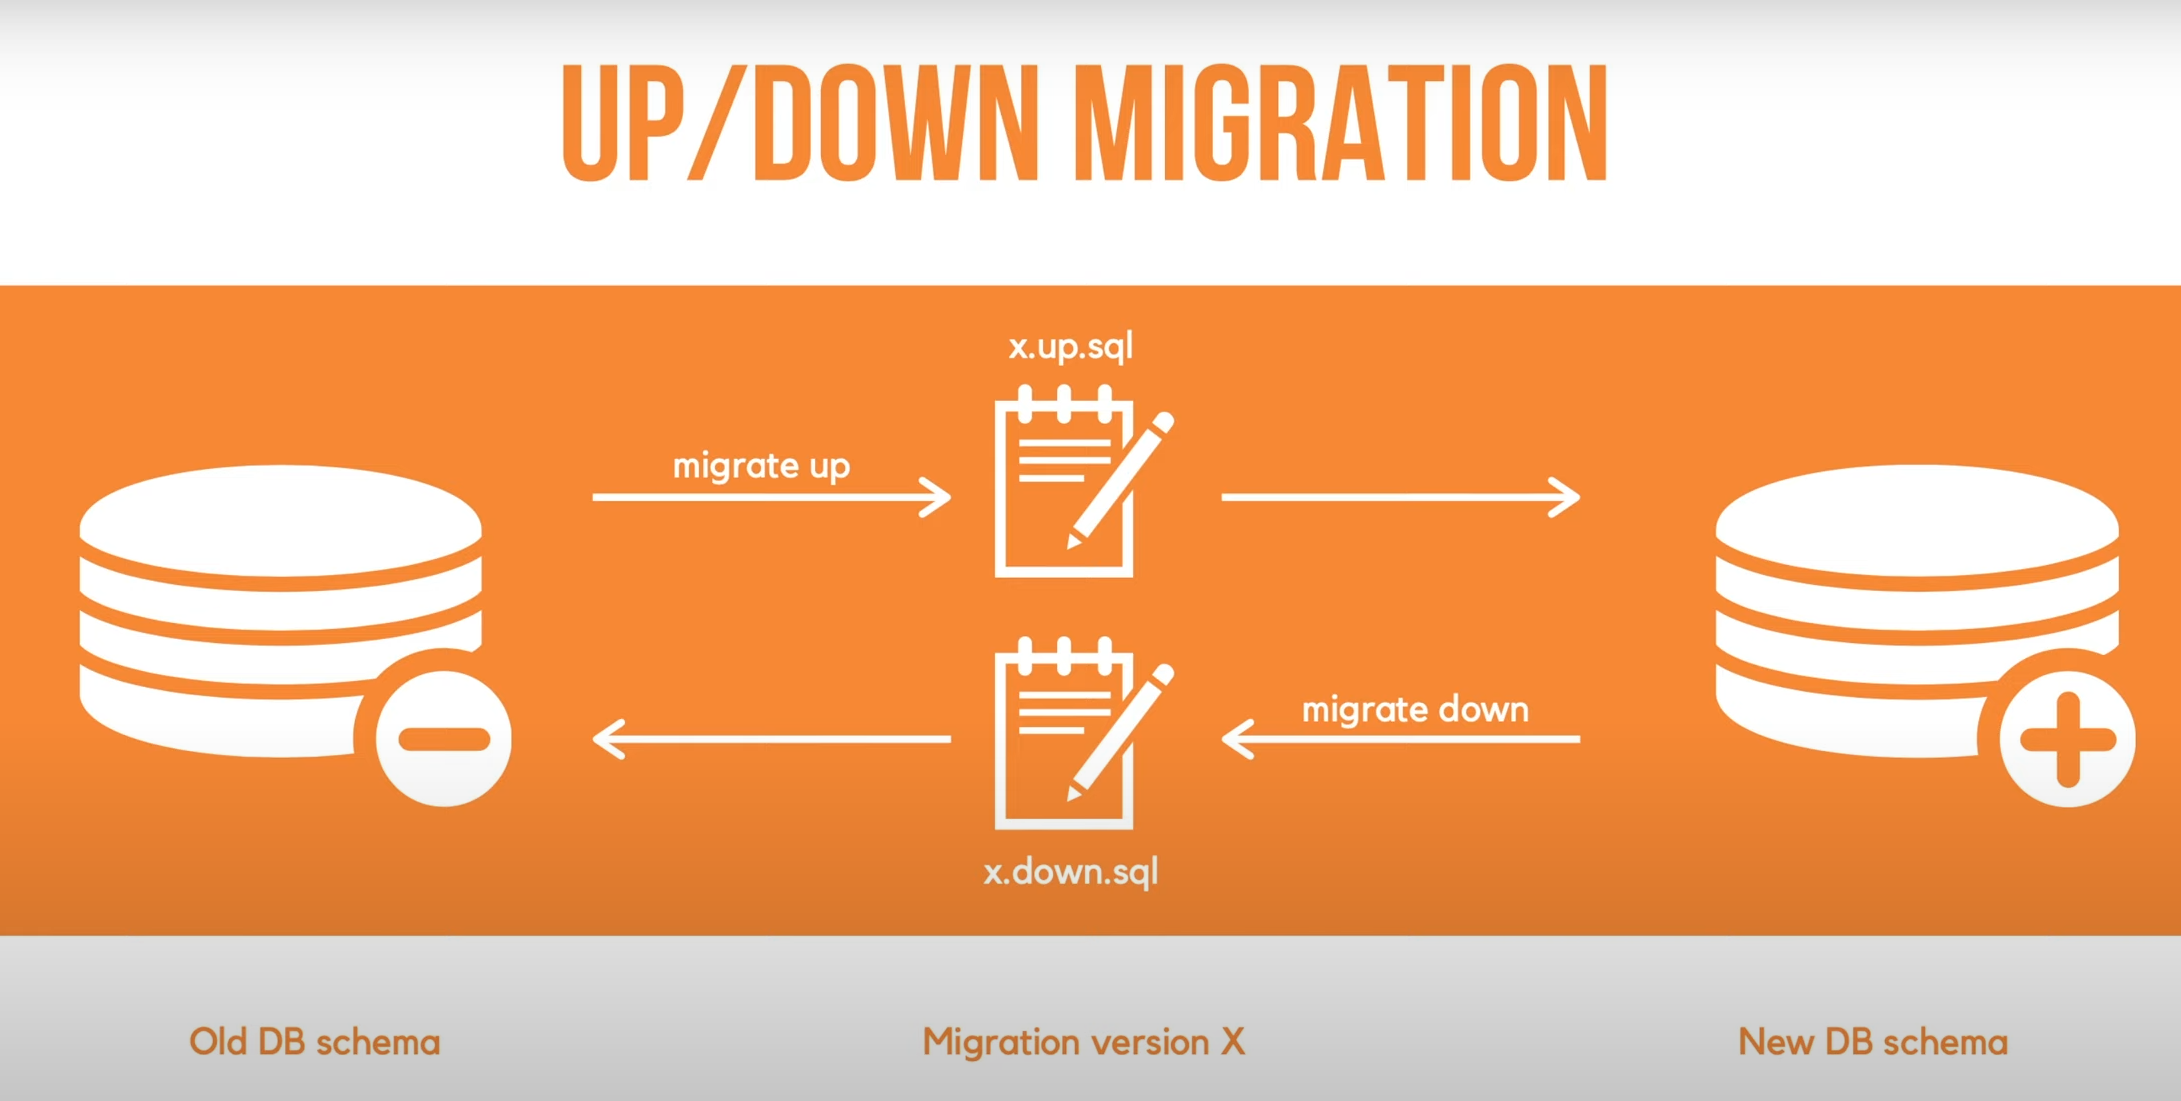 UP/DOWN MIGRATION
x.up.sql
migrate up
migrate down
x.down.sql
Old DB schema
Migration version X
New DB schema